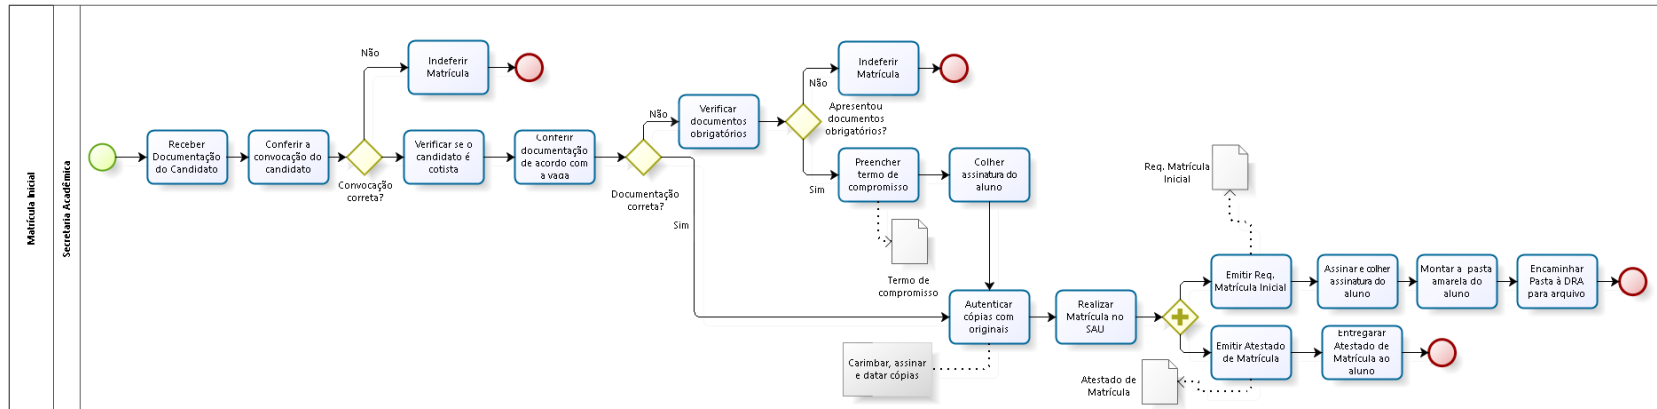 Matrícula Inicial
Secretaria Acadêmica
Receber
Documentação
do Candidato
Conferir a
convocação do
candidato
Não
Convocação
correta?
Indeferir
Matrícula
Verificar se o
candidato é
cotista
Conferir
documentação
de acordo com
a vaga
Não
Documentação
correta?
Sim
Verificar
documentos
obrigatórios
Não
Apresentou
documentos
obrigatórios?
Sim
Indeferir
Matrícula
Preencher
termo de
compromisso
Colher
assinatura do
aluno
Termo de
compromisso
Autenticar
cópias com
originais
Carimbar, assinar
e datar cópias
Realizar
Matrícula no
SAU
Req. Matrícula
Inicial
Emitir Req.
Matrícula Inicial
Assinar e colher
assinatura do
aluno
Montar a pasta
amarela do
aluno
Encaminhar
Pasta à DRA
para arquivo
Emitir Atestado
de Matrícula
Entregarar
Atestado de
Matrícula ao
aluno
Atestado de
Matrícula